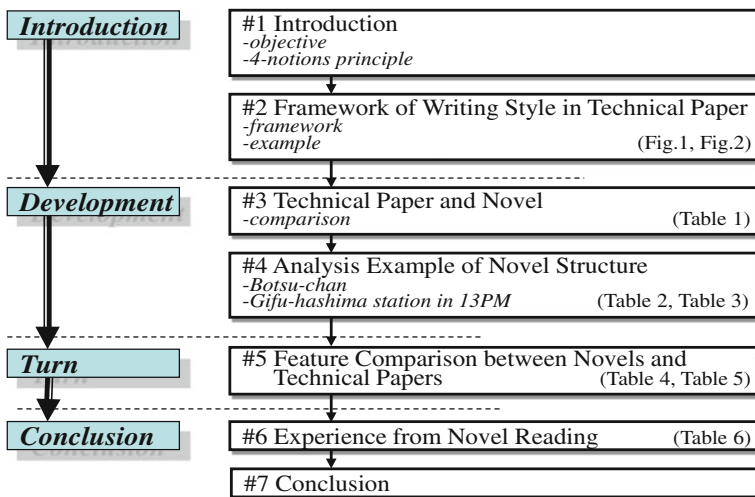 Introduction
#1 Introduction
-objective
-4-notions principle
#2 Framework of Writing Style in Technical Paper
-framework
-example (Fig.1, Fig.2)
Development
#3 Technical Paper and Novel
-comparison (Table 1)
#4 Analysis Example of Novel Structure
-Botsu-chan
-Gifu-hashima station in 13PM (Table 2, Table 3)
Turn
#5 Feature Comparison between Novels and
Technical Papers (Table 4, Table 5)
Conclusion
#6 Experience from Novel Reading (Table 6)
#7 Conclusion